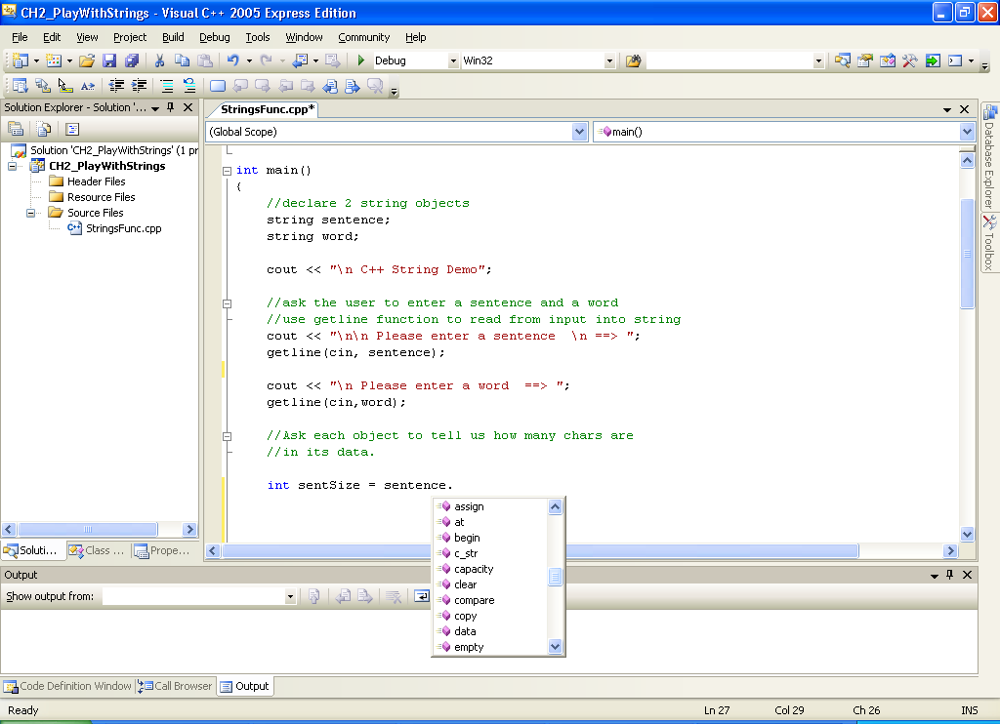 CH2_PlayWithStrings - Visual C++ 2005 Express Edition
File Edit View Project Build Debug Tools Window Community Help
Debug Win32
Solution Explorer - Solution '...
StringsFunc.cpp*
(Global Scope) main()
Solution 'CH2_PlayWithStrings' (1 pr
CH2_PlayWithStrings
Header Files
Resource Files
Source Files
StringsFunc.cpp
int main()
{
//declare 2 string objects
string sentence;
string word;
cout << "\n C++ String Demo";
//ask the user to enter a sentence and a word
//use getline function to read from input into string
cout << "\n\n Please enter a sentence  \n ==> ";
getline(cin, sentence);
cout << "\n Please enter a word  ==> ";
getline(cin,word);
//Ask each object to tell us how many chars are
//in its data.
int sentSize = sentence.
assign
at
begin
c_str
capacity
clear
compare
copy
data
empty
Database Explorer
Toolbox
Soluti... Class ... Prope...
Output
Show output from:
Code Definition Window Call Browser Output
Ready Ln 27 Col 29 Ch 26 INS